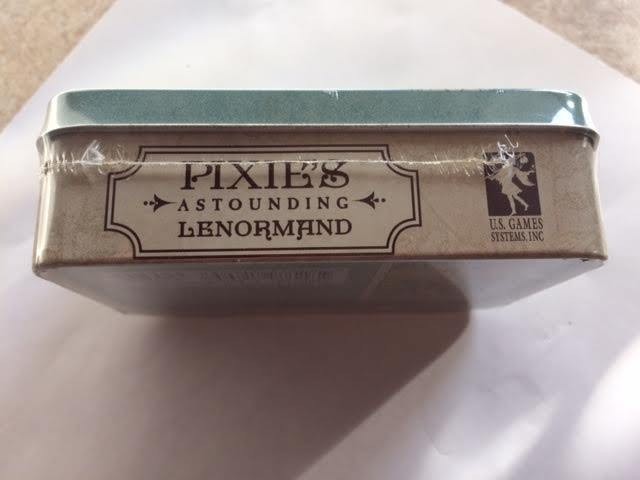 PIXIE'S
ASTOUNDING
LENORMAND
U.S. GAMES
SYSTEMS, INC